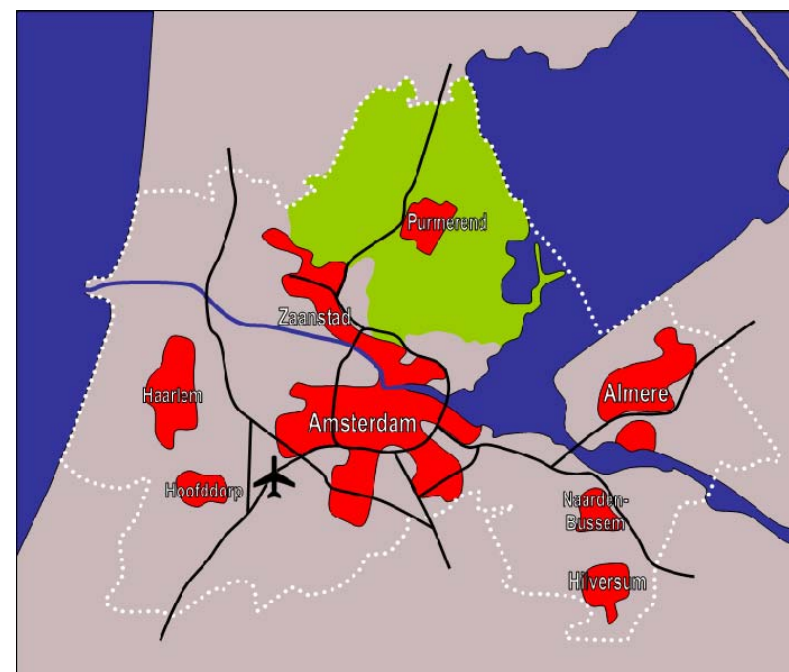 Purmerend
Zaanstad
Haarlem
Almere
Amsterdam
Hoofddorp
Naarden-
Bussem
Hilversum